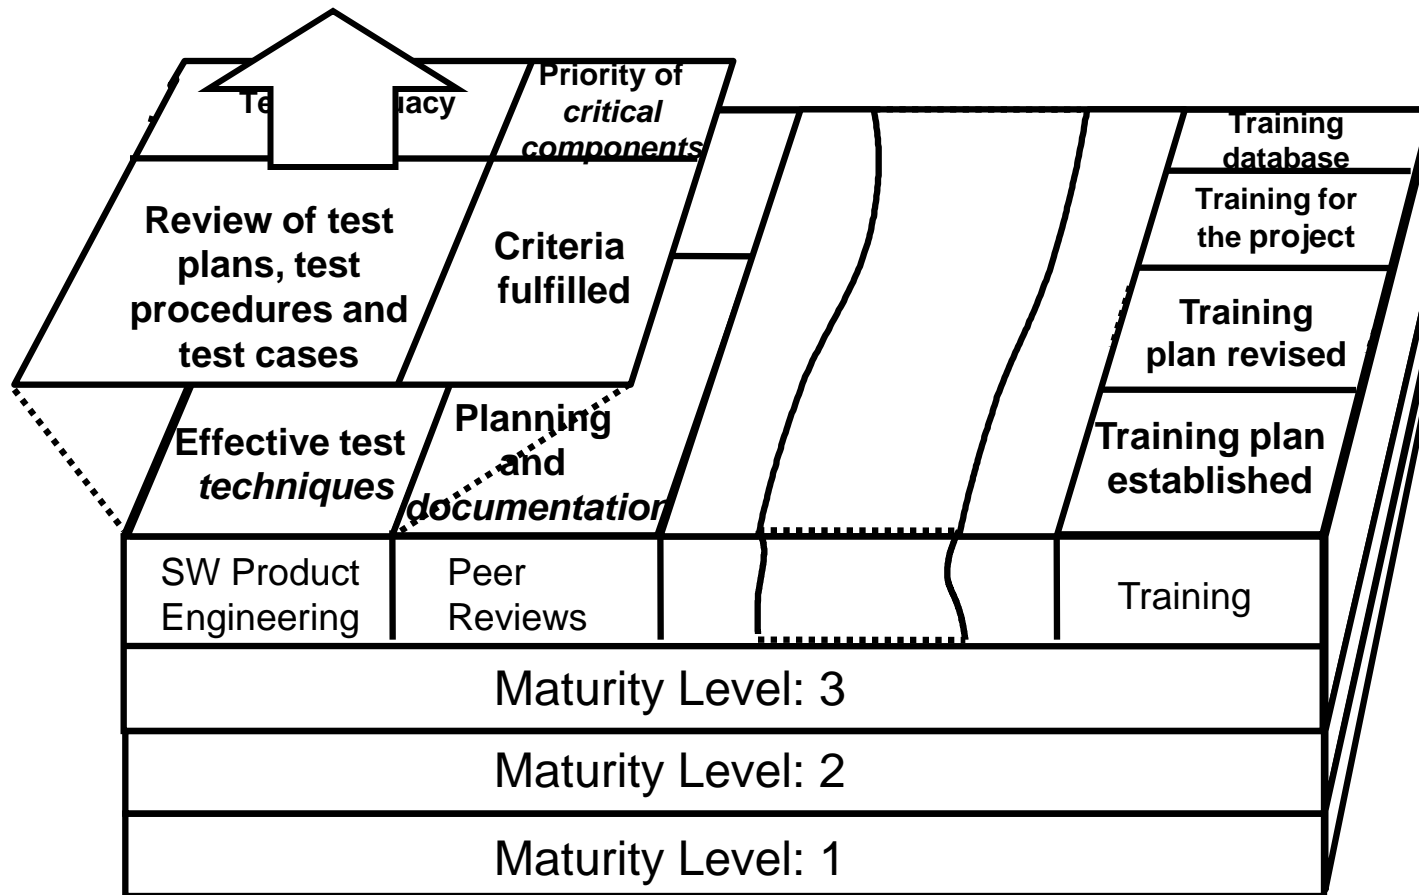 Priority of
critical
components
Review of test
plans, test
procedures and
test cases
Criteria
fulfilled
Effective test
techniques
Planning
and
documentation
Training
database
Training for
the project
Training
plan revised
Training plan
established
SW Product
Engineering
Peer
Reviews
Training
Maturity Level: 3
Maturity Level: 2
Maturity Level: 1